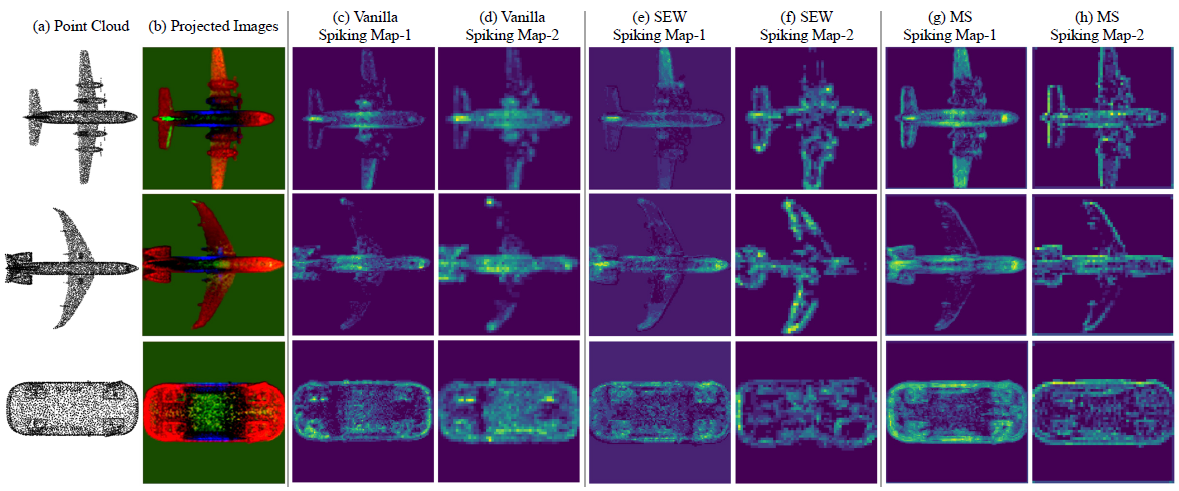 (a) Point Cloud
(b) Projected Images
(c) Vanilla
Spiking Map-1
(d) Vanilla
Spiking Map-2
(e) SEW
Spiking Map-1
(f) SEW
Spiking Map-2
(g) MS
Spiking Map-1
(h) MS
Spiking Map-2